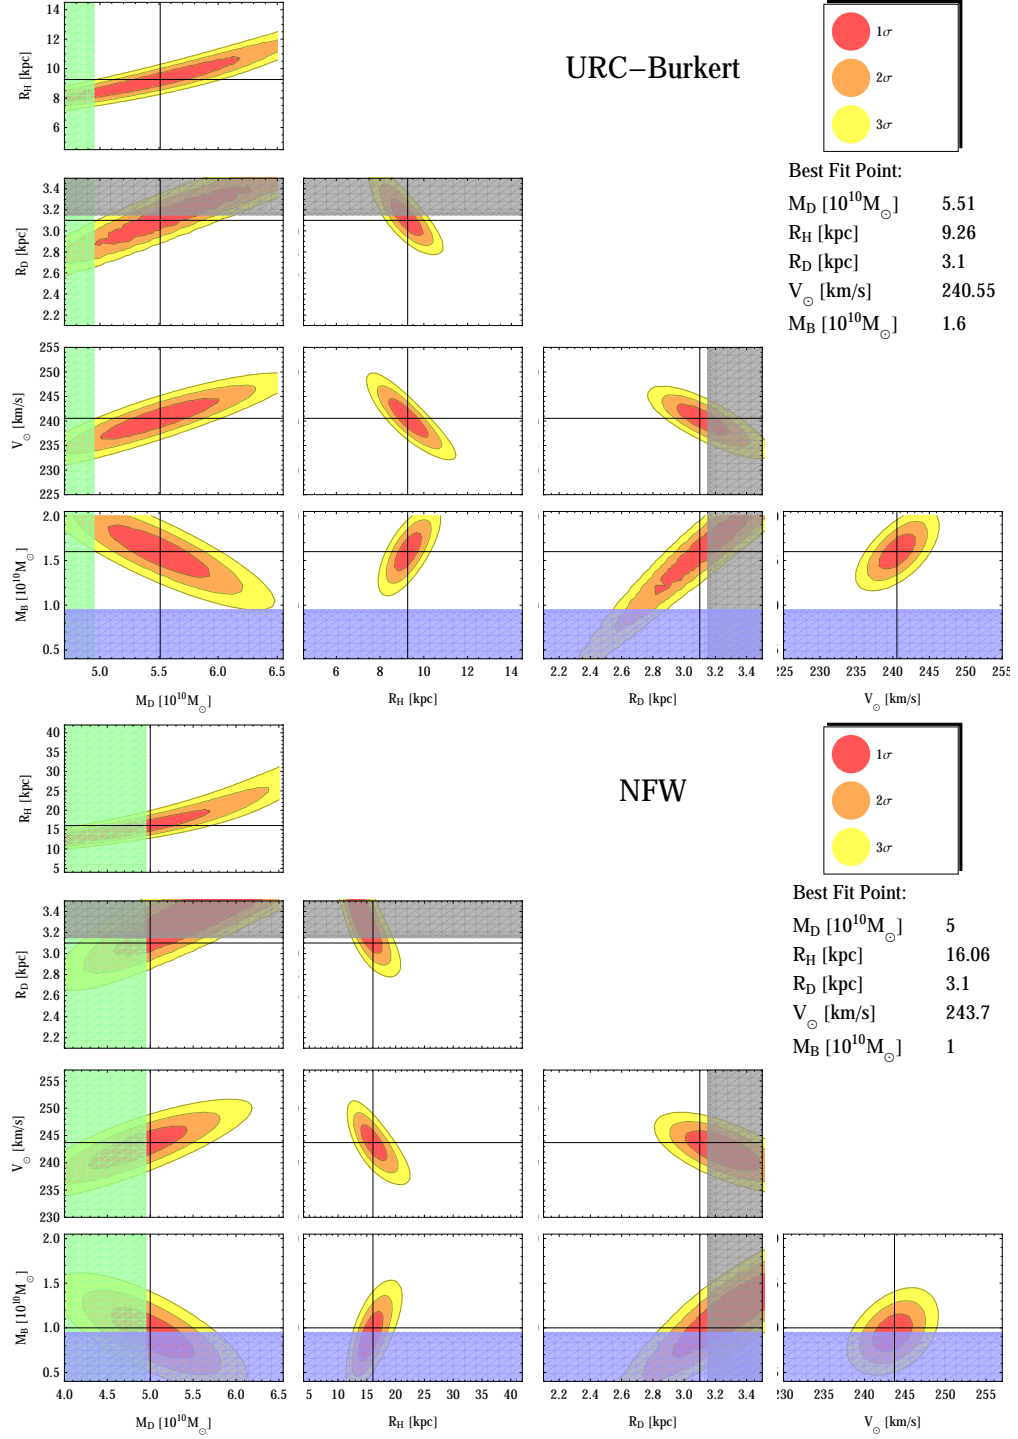 URC–Burkert
1σ
2σ
3σ
Best Fit Point:
M_D [10^10 M_⊙] 5.51
R_H [kpc] 9.26
R_D [kpc] 3.1
V_⊙ [km/s] 240.55
M_B [10^10 M_⊙] 1.6
R_H [kpc]
14
12
10
8
6
R_D [kpc]
3.4
3.2
3.0
2.8
2.6
2.4
2.2
V_⊙ [km/s]
255
250
245
240
235
230
225
M_B [10^10 M_⊙]
2.0
1.5
1.0
0.5
5.0 5.5 6.0 6.5
6 8 10 12 14
2.2 2.4 2.6 2.8 3.0 3.2 3.4
225 230 235 240 245 250 255
M_D [10^10 M_⊙]
R_H [kpc]
R_D [kpc]
V_⊙ [km/s]
NFW
1σ
2σ
3σ
Best Fit Point:
M_D [10^10 M_⊙] 5
R_H [kpc] 16.06
R_D [kpc] 3.1
V_⊙ [km/s] 243.7
M_B [10^10 M_⊙] 1
R_H [kpc]
40
35
30
25
20
15
10
5
R_D [kpc]
3.4
3.2
3.0
2.8
2.6
2.4
2.2
V_⊙ [km/s]
255
250
245
240
235
230
M_B [10^10 M_⊙]
2.0
1.5
1.0
0.5
4.0 4.5 5.0 5.5 6.0 6.5
5 10 15 20 25 30 35 40
2.2 2.4 2.6 2.8 3.0 3.2 3.4
230 235 240 245 250 255
M_D [10^10 M_⊙]
R_H [kpc]
R_D [kpc]
V_⊙ [km/s]